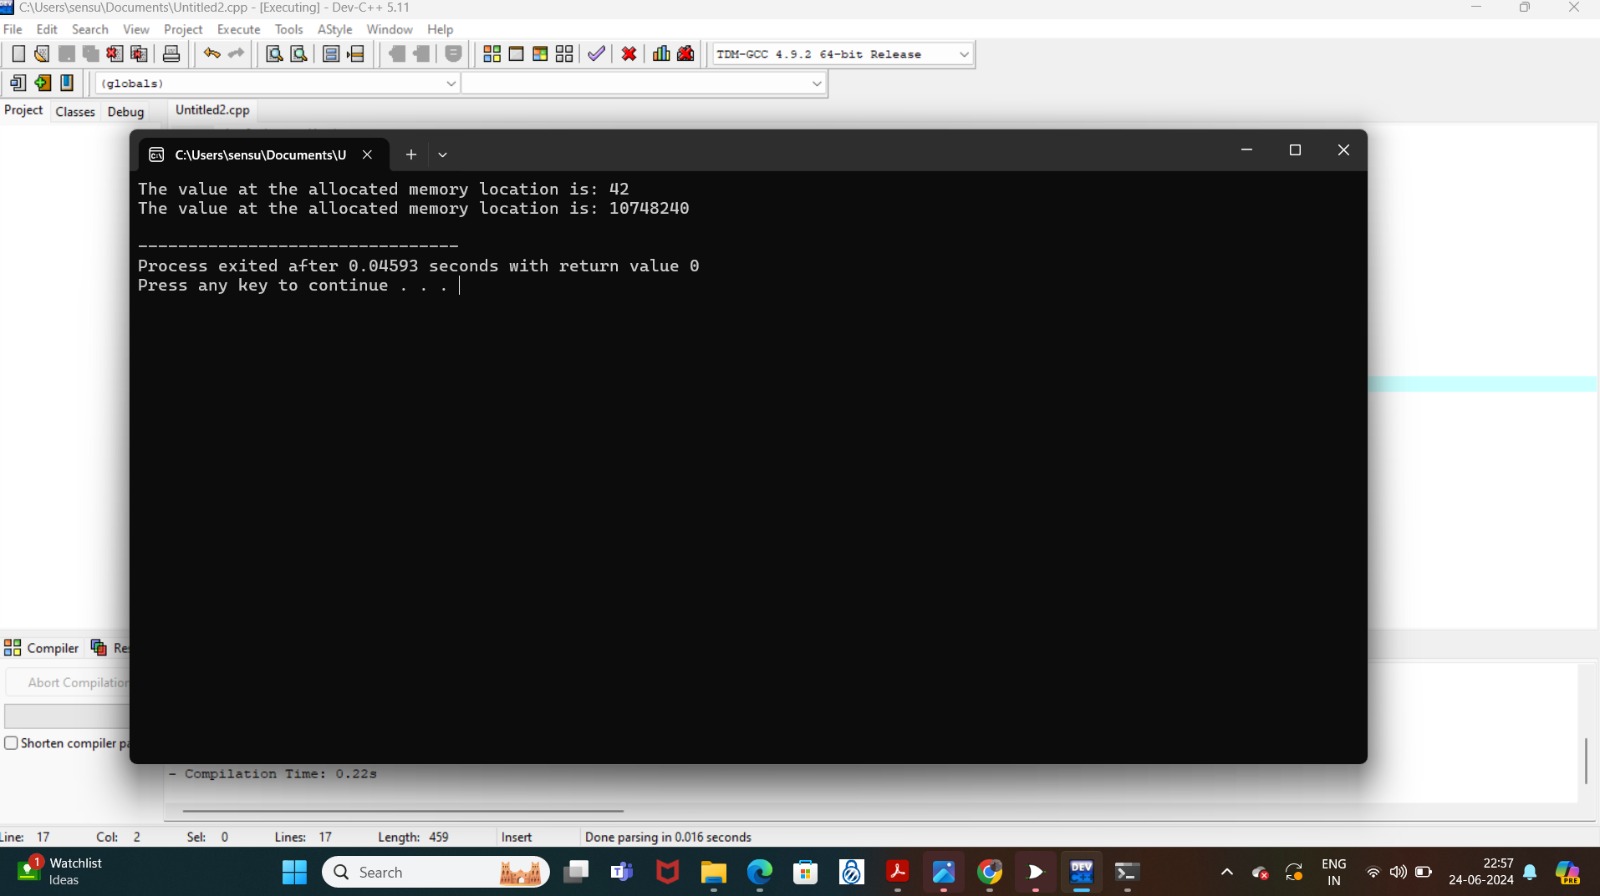 C:\Users\sensu\Documents\Untitled2.cpp - [Executing] - Dev-C++ 5.11
File Edit Search View Project Execute Tools AStyle Window Help
TDM-GCC 4.9.2 64-bit Release
(globals)
Project Classes Debug Untitled2.cpp
C:\Users\sensu\Documents\U
The value at the allocated memory location is: 42
The value at the allocated memory location is: 10748240
--------------------------------
Process exited after 0.04593 seconds with return value 0
Press any key to continue . . .
Compiler Re
Abort Compilation
Shorten compiler pa
- Compilation Time: 0.22s
Line: 17 Col: 2 Sel: 0 Lines: 17 Length: 459 Insert Done parsing in 0.016 seconds
1 Watchlist
Ideas
Search
DEV
ENG
IN
22:57
24-06-2024
PRE